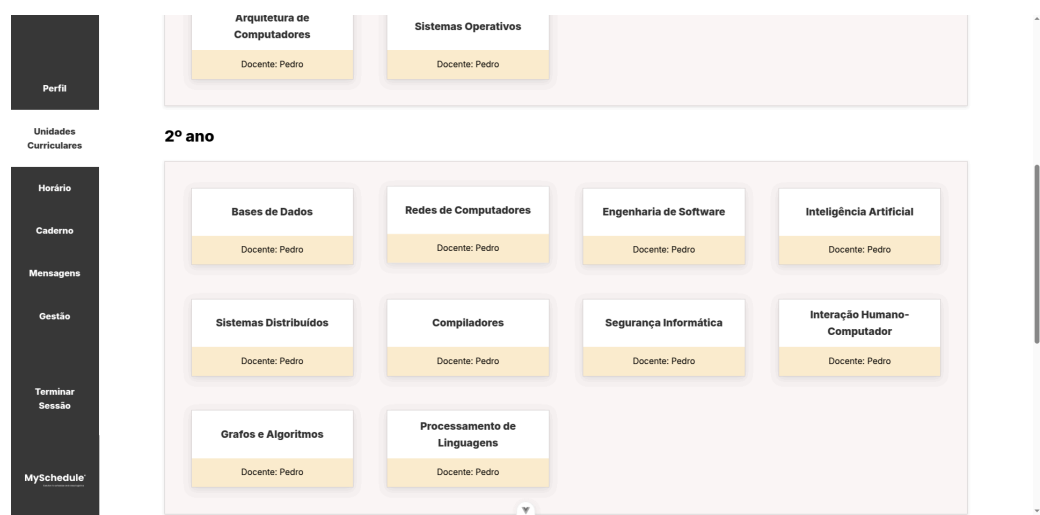 Perfil
Unidades
Curriculares
Horário
Caderno
Mensagens
Gestão
Terminar
Sessão
MySchedule
Arquitetura de
Computadores
Docente: Pedro
Sistemas Operativos
Docente: Pedro
2º ano
Bases de Dados
Docente: Pedro
Redes de Computadores
Docente: Pedro
Engenharia de Software
Docente: Pedro
Inteligência Artificial
Docente: Pedro
Sistemas Distribuídos
Docente: Pedro
Compiladores
Docente: Pedro
Segurança Informática
Docente: Pedro
Interação Humano-
Computador
Docente: Pedro
Grafos e Algoritmos
Docente: Pedro
Processamento de
Linguagens
Docente: Pedro